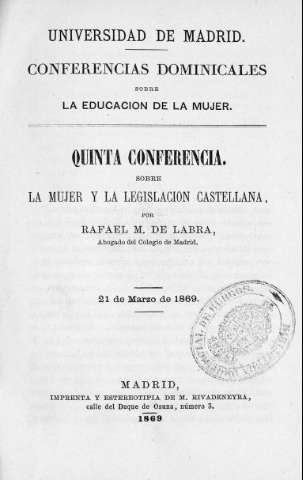 UNIVERSIDAD DE MADRID.
CONFERENCIAS DOMINICALES
SOBRE
LA EDUCACION DE LA MUJER.
QUINTA CONFERENCIA.
SOBRE
LA MUJER Y LA LEGISLACION CASTELLANA,
POR
RAFAEL M. DE LABRA,
Abogado del Colegio de Madrid.
21 de Marzo de 1869.
MADRID,
IMPRENTA Y ESTEREOTIPIA DE M. RIVADENEYRA,
calle del Duque de Osuna, número 3.
1869